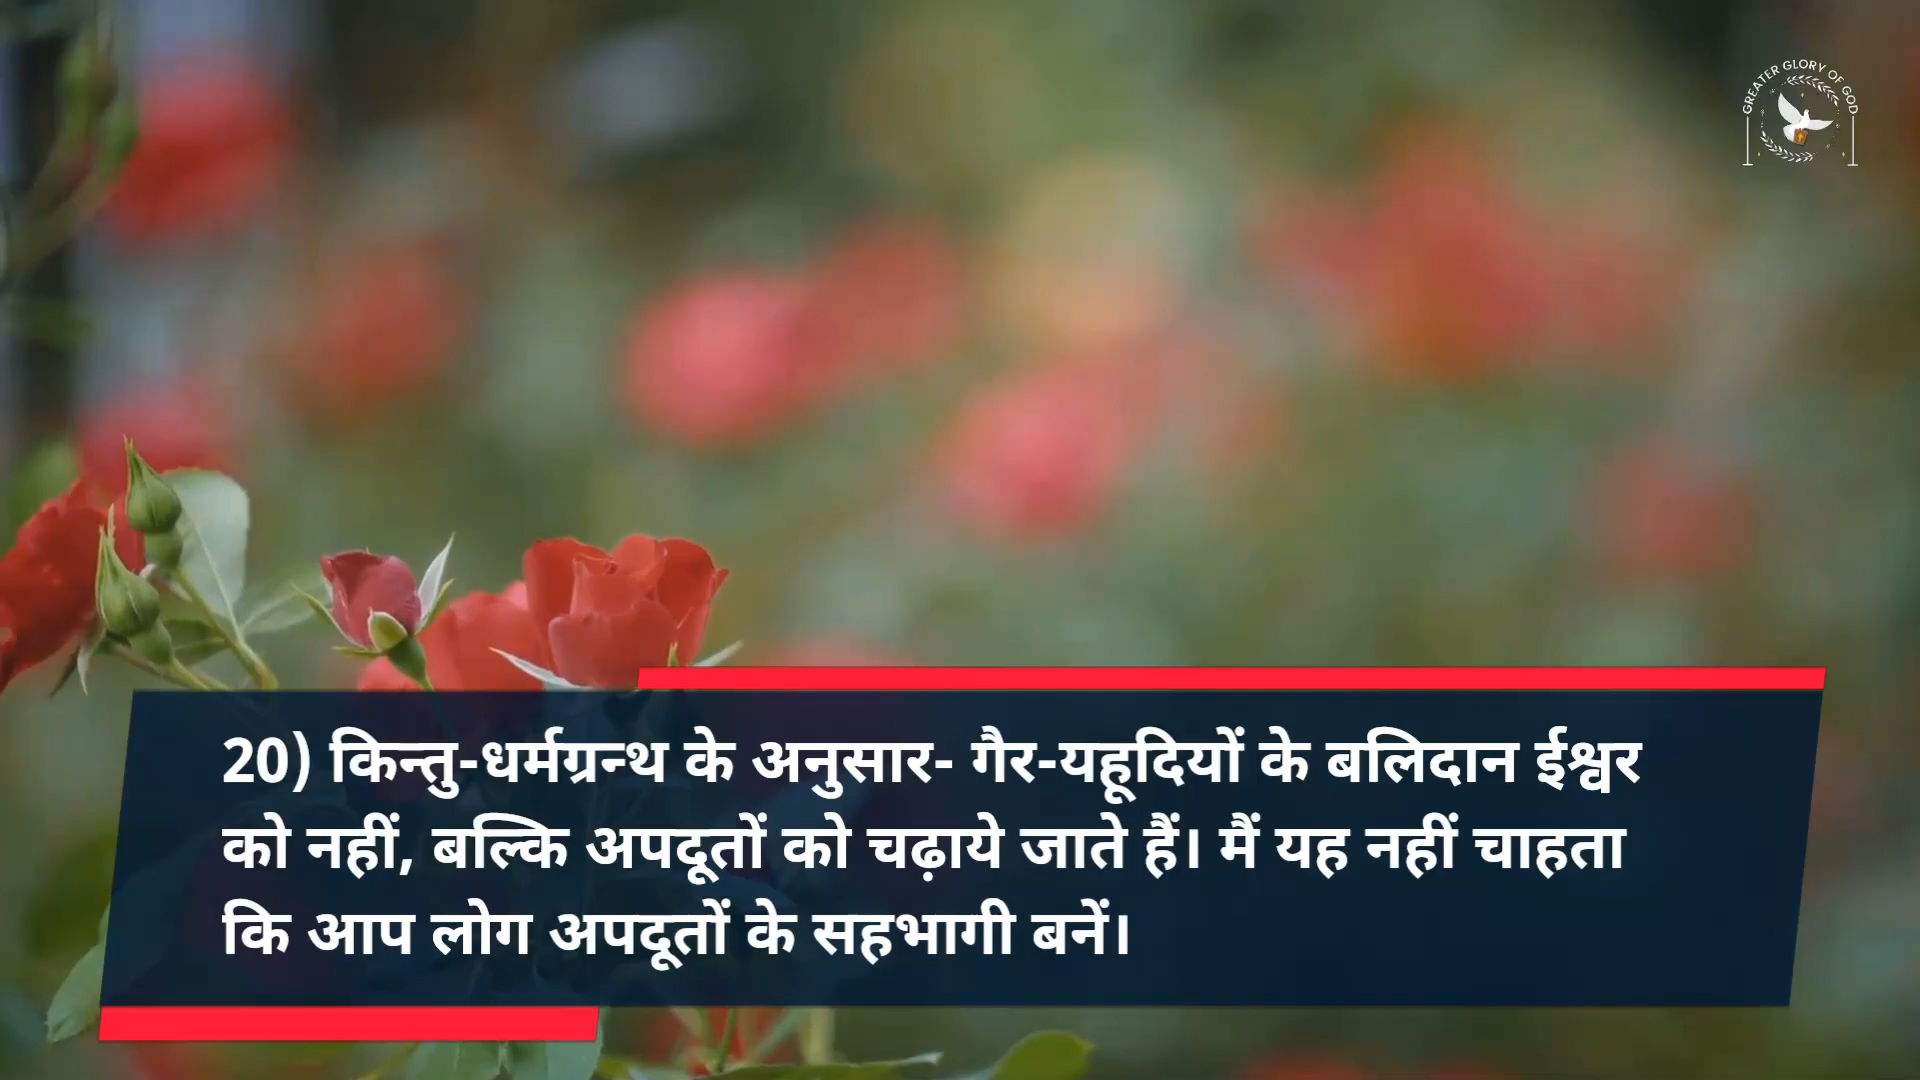 GREATER GLORY OF GOD
20) किन्तु-धर्मग्रन्थ के अनुसार- गैर-यहूदियों के बलिदान ईश्वर
को नहीं, बल्कि अपदूतों को चढ़ाये जाते हैं। मैं यह नहीं चाहता
कि आप लोग अपदूतों के सहभागी बनें।